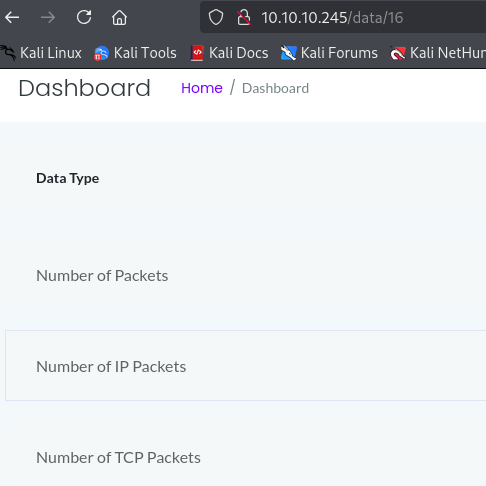 10.10.10.245/data/16
Kali Linux Kali Tools Kali Docs Kali Forums Kali NetHun
Dashboard Home / Dashboard
Data Type
Number of Packets
Number of IP Packets
Number of TCP Packets